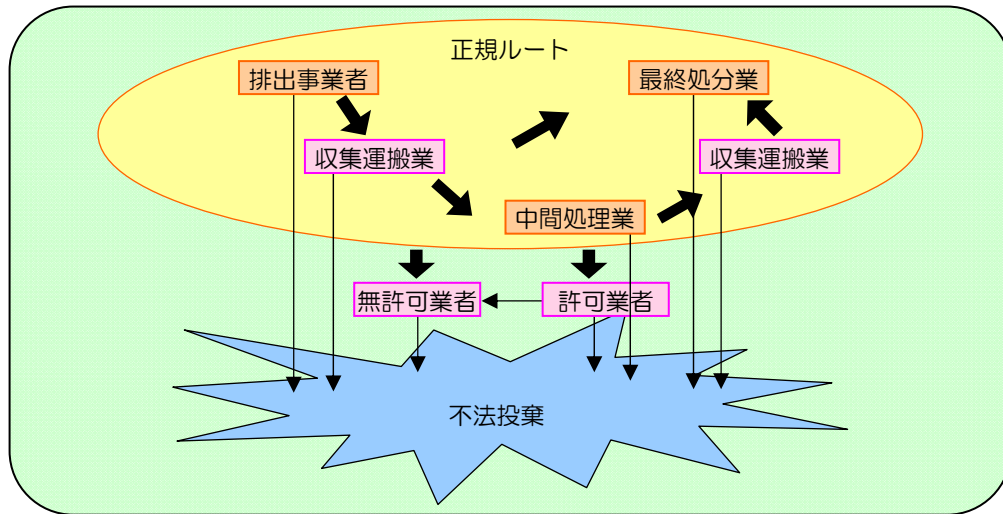 正規ルート
排出事業者
最終処分業
収集運搬業
収集運搬業
中間処理業
無許可業者
許可業者
不法投棄